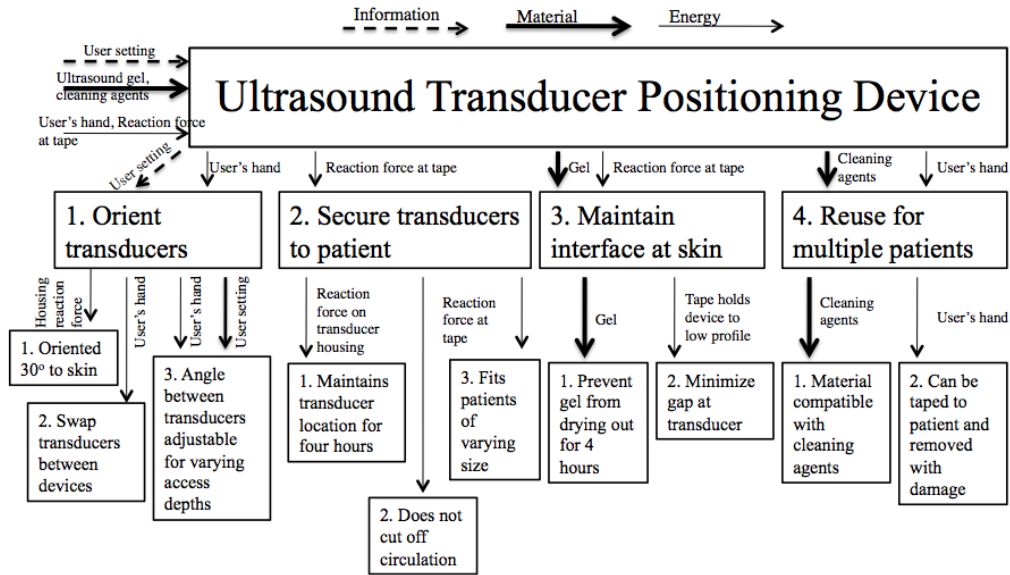 Information
Material
Energy
User setting
Ultrasound gel,
cleaning agents
User's hand, Reaction force
at tape
Ultrasound Transducer Positioning Device
User setting
User's hand
Reaction force at tape
Gel
Reaction force at tape
Cleaning
agents
User's hand
1. Orient
transducers
2. Secure transducers
to patient
3. Maintain
interface at skin
4. Reuse for
multiple patients
Housing
reaction
force
User's hand
User's hand
User setting
Reaction
force on
transducer
housing
Reaction
force at
tape
Gel
Tape holds
device to
low profile
Cleaning
agents
User's hand
1. Oriented
30° to skin
2. Swap
transducers
between
devices
3. Angle
between
transducers
adjustable
for varying
access
depths
1. Maintains
transducer
location for
four hours
2. Does not
cut off
circulation
3. Fits
patients
of
varying
size
1. Prevent
gel from
drying out
for 4
hours
2. Minimize
gap at
transducer
1. Material
compatible
with
cleaning
agents
2. Can be
taped to
patient and
removed
with
damage